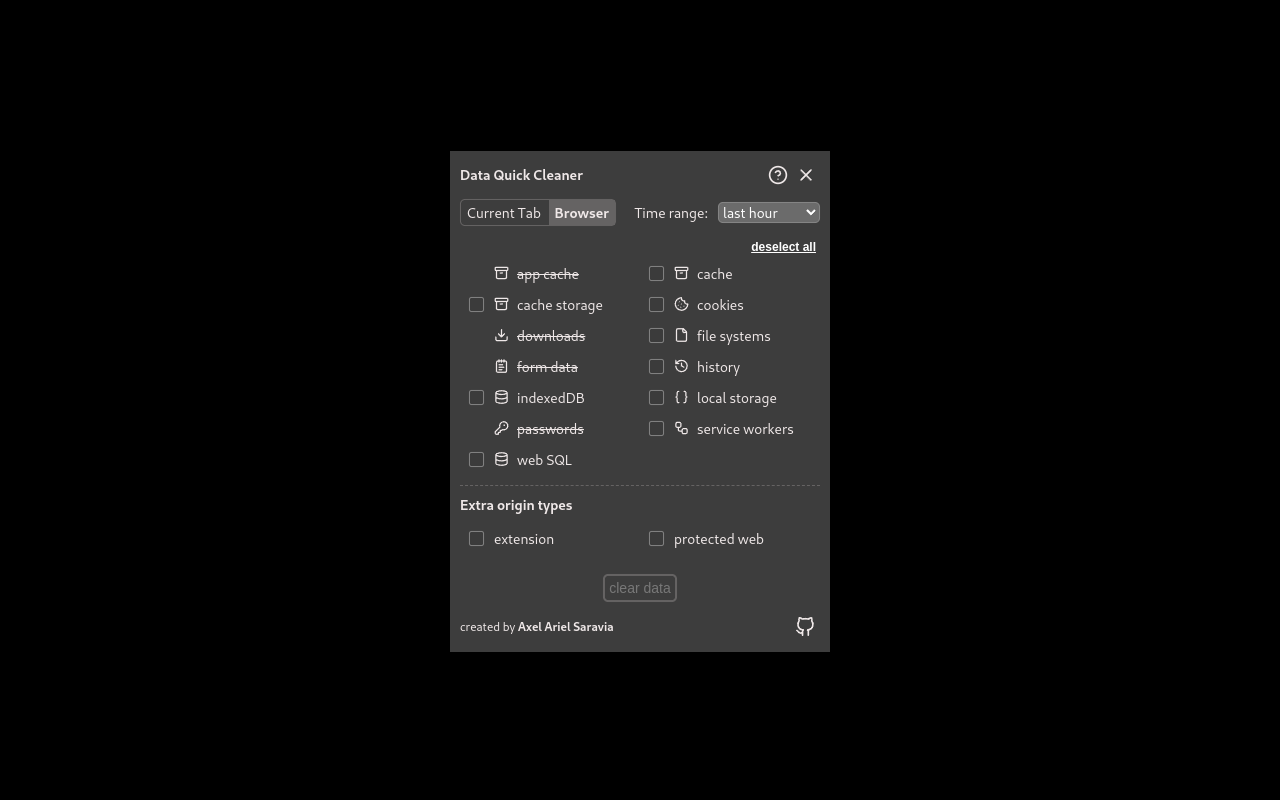 Data Quick Cleaner
Current Tab Browser Time range: last hour
deselect all
app cache cache
cache storage cookies
downloads file systems
form data history
indexedDB local storage
passwords service workers
web SQL
Extra origin types
extension protected web
clear data
created by Axel Ariel Saravia